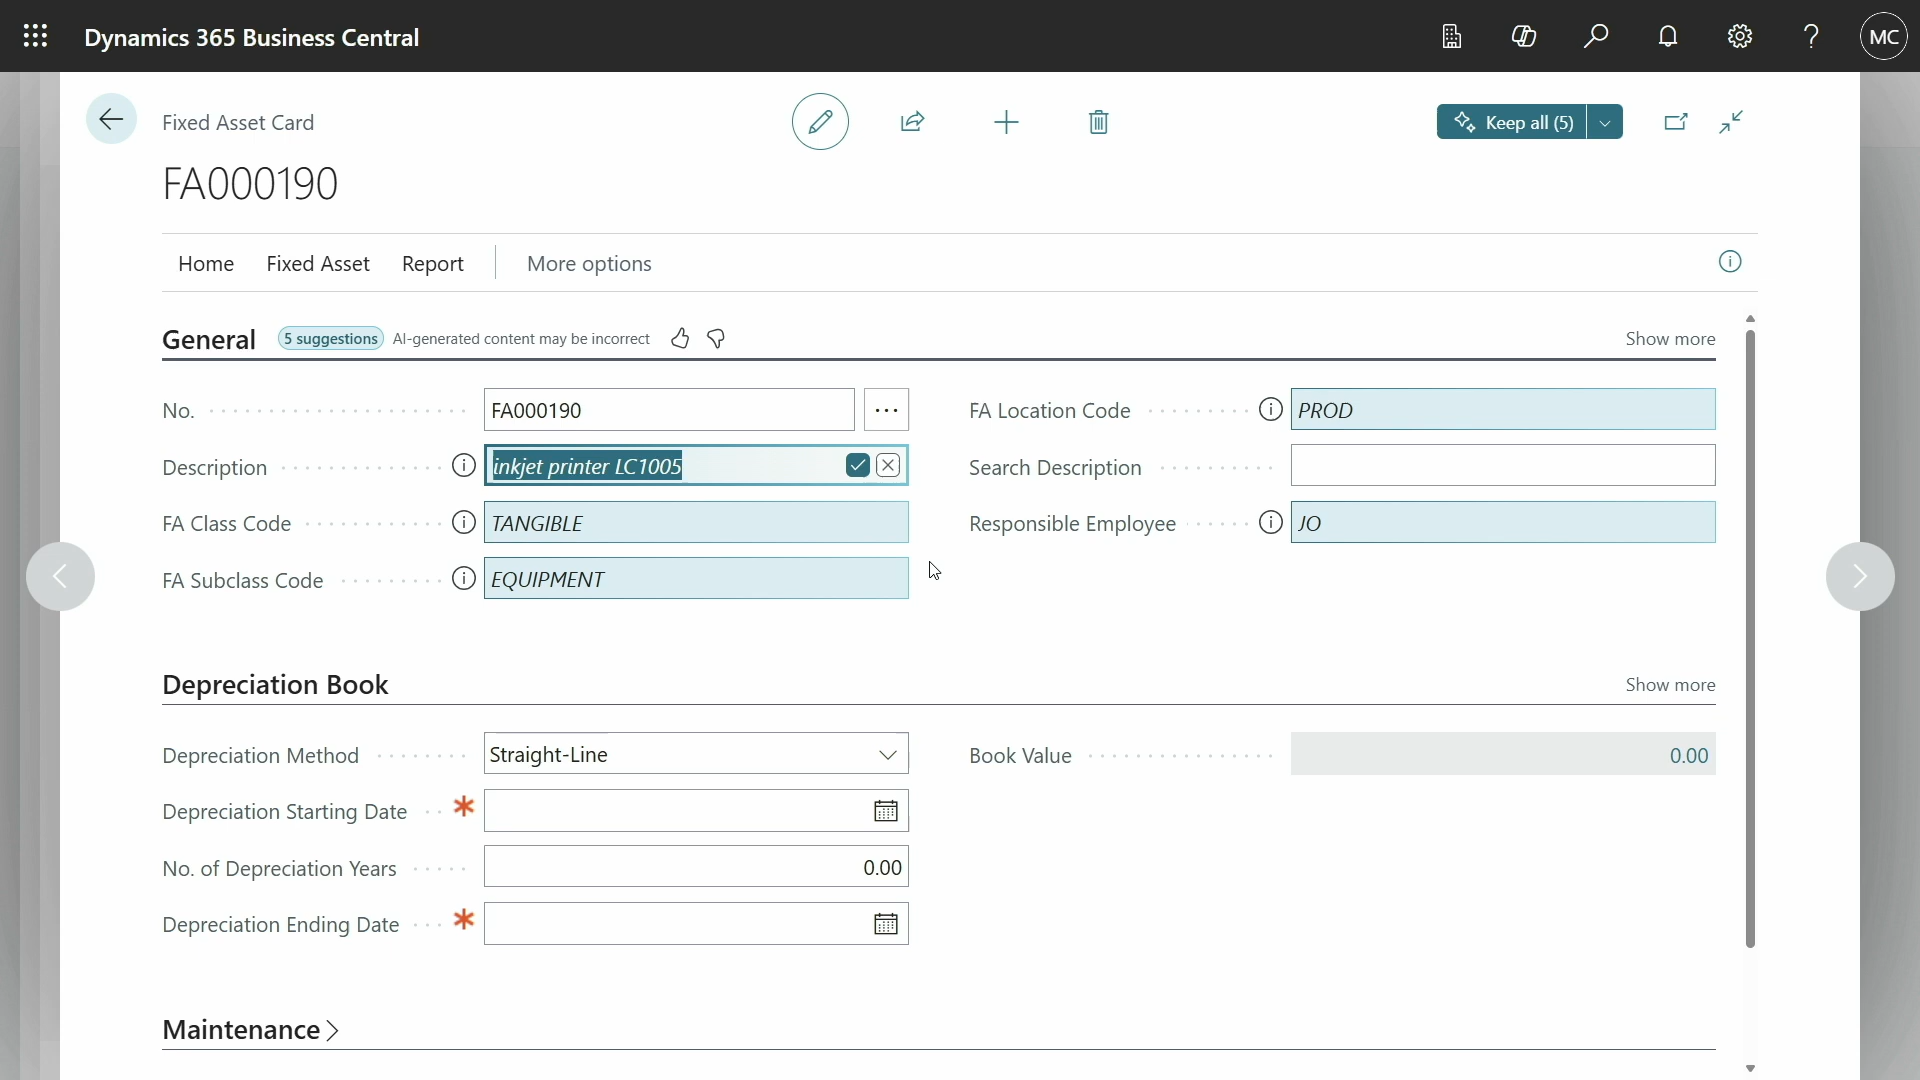 Dynamics 365 Business Central
MC
Fixed Asset Card
Keep all (5)
FA000190
Home Fixed Asset Report More options
General 5 suggestions AI-generated content may be incorrect Show more
No. FA000190 FA Location Code PROD
Description inkjet printer LC1005 Search Description
FA Class Code TANGIBLE Responsible Employee JO
FA Subclass Code EQUIPMENT
Depreciation Book Show more
Depreciation Method Straight-Line Book Value 0.00
Depreciation Starting Date
No. of Depreciation Years 0.00
Depreciation Ending Date
Maintenance